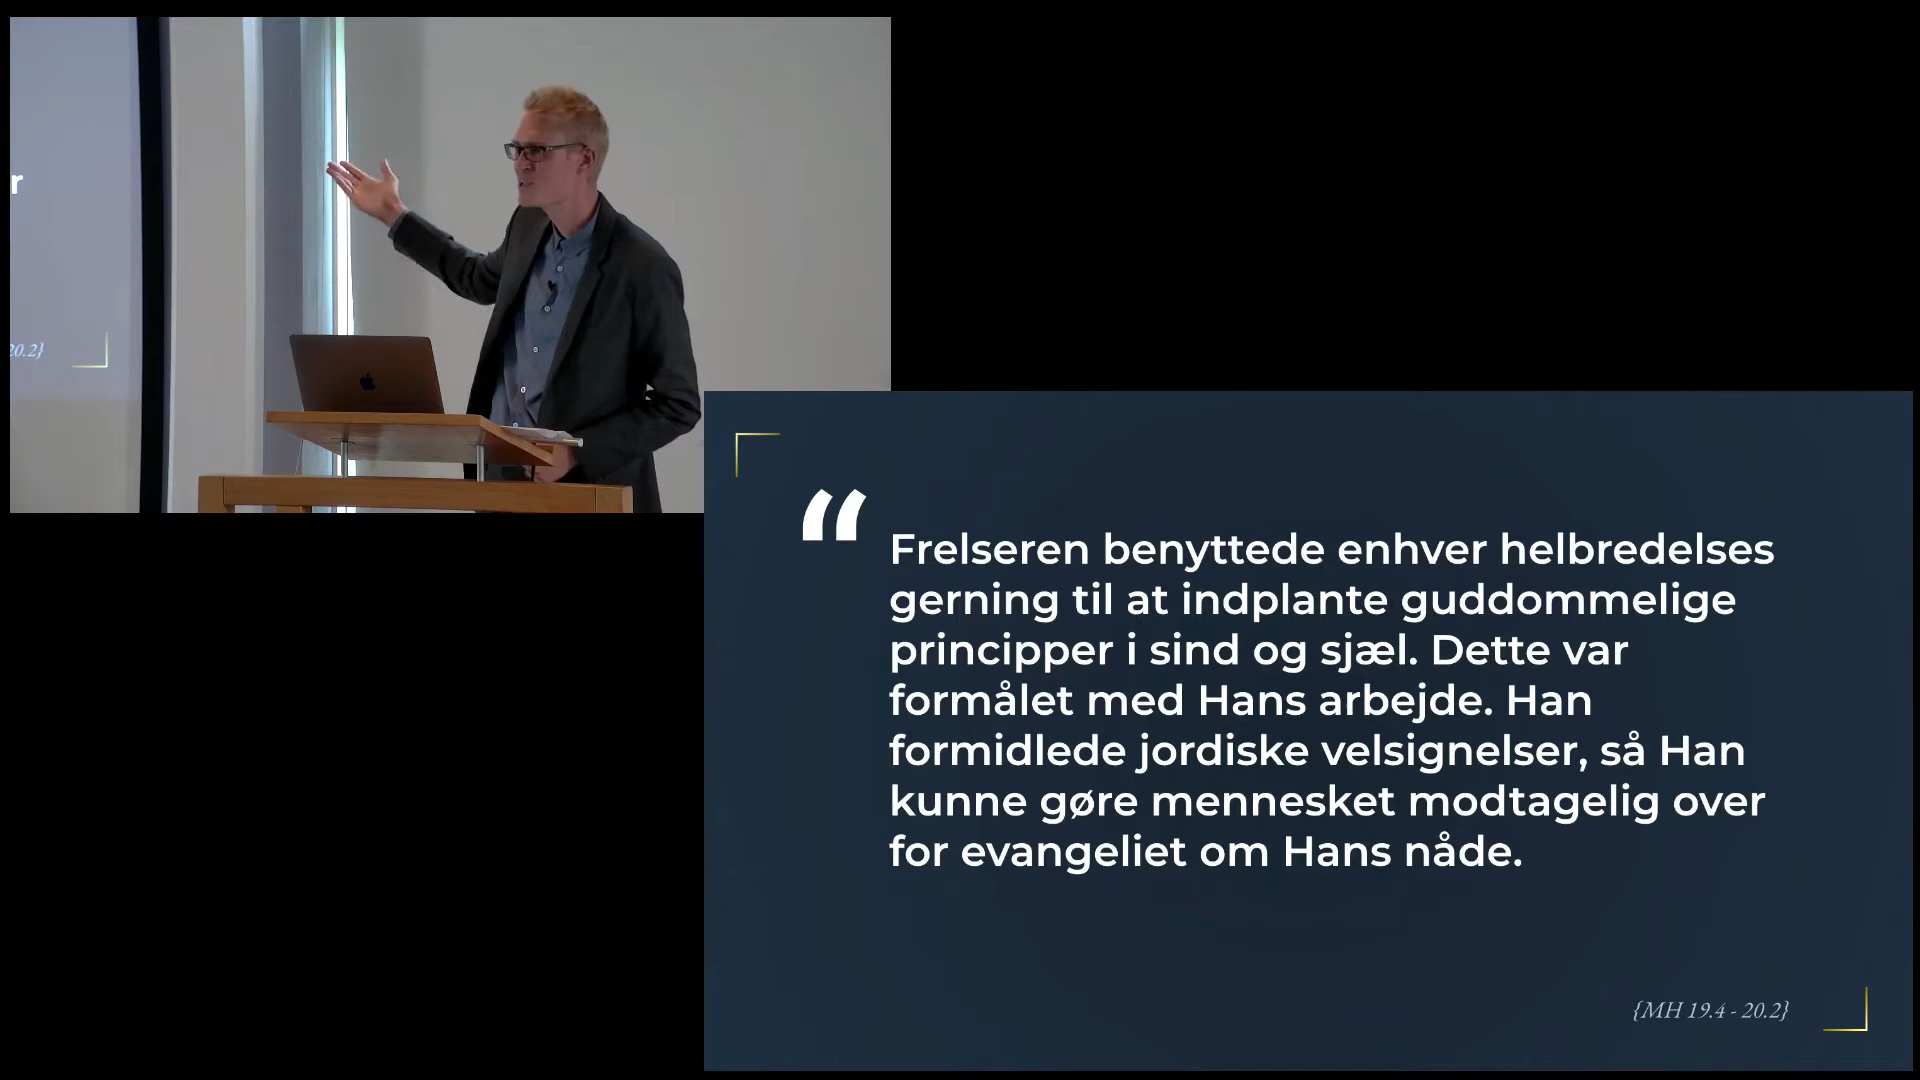 r
20.2}
“
Frelseren benyttede enhver helbredelses
gerning til at indplante guddommelige
principper i sind og sjæl. Dette var
formålet med Hans arbejde. Han
formidlede jordiske velsignelser, så Han
kunne gøre mennesket modtagelig over
for evangeliet om Hans nåde.
{MH 19.4 - 20.2}